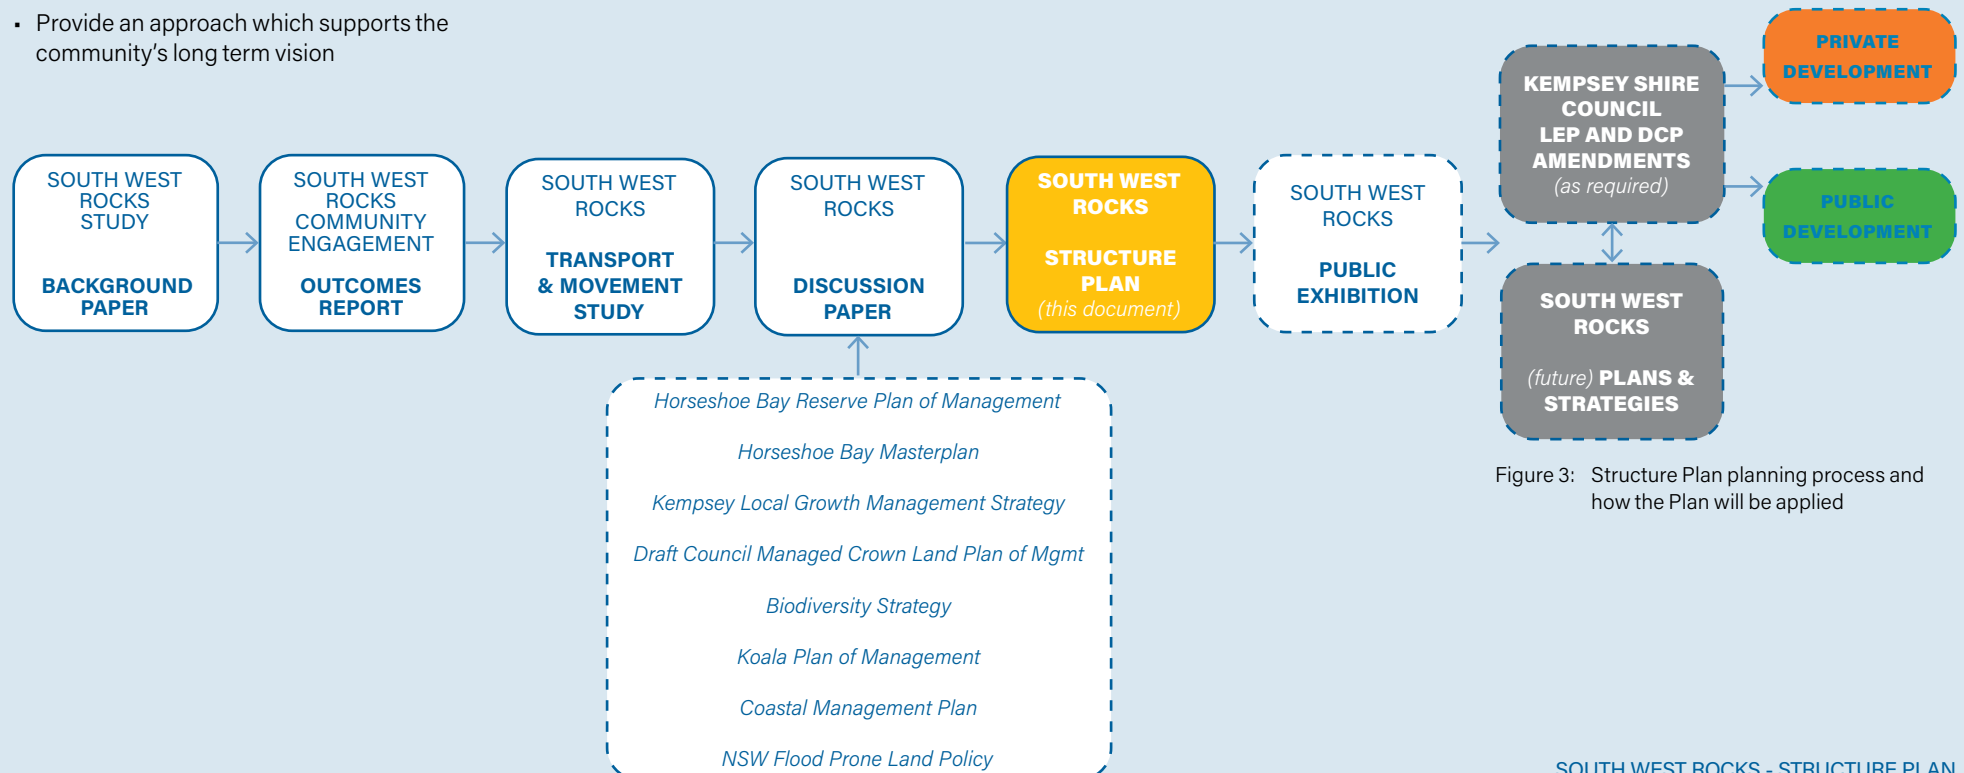 ▪ Provide an approach which supports the
community's long term vision
SOUTH WEST
ROCKS
STUDY
BACKGROUND
PAPER
SOUTH WEST
ROCKS
COMMUNITY
ENGAGEMENT
OUTCOMES
REPORT
SOUTH WEST
ROCKS
TRANSPORT
& MOVEMENT
STUDY
SOUTH WEST
ROCKS
DISCUSSION
PAPER
SOUTH WEST
ROCKS
STRUCTURE
PLAN
(this document)
SOUTH WEST
ROCKS
PUBLIC
EXHIBITION
KEMPSEY SHIRE
COUNCIL
LEP AND DCP
AMENDMENTS
(as required)
PRIVATE
DEVELOPMENT
PUBLIC
DEVELOPMENT
SOUTH WEST
ROCKS
(future) PLANS &
STRATEGIES
Horseshoe Bay Reserve Plan of Management
Horseshoe Bay Masterplan
Kempsey Local Growth Management Strategy
Draft Council Managed Crown Land Plan of Mgmt
Biodiversity Strategy
Koala Plan of Management
Coastal Management Plan
NSW Flood Prone Land Policy
Figure 3: Structure Plan planning process and
how the Plan will be applied
SOUTH WEST ROCKS - STRUCTURE PLAN